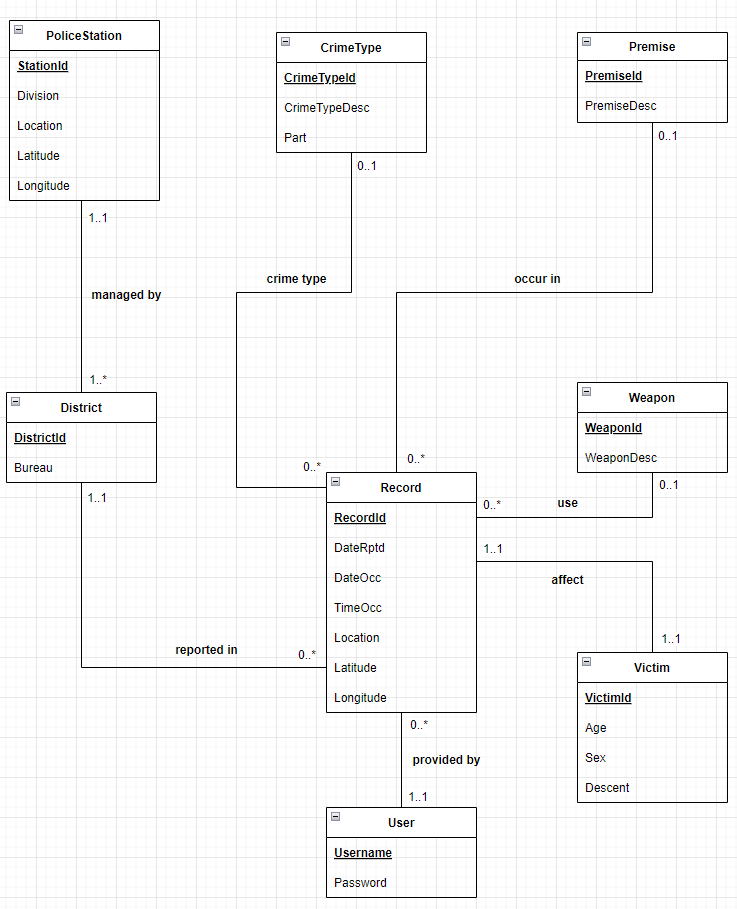 PoliceStation
StationId
Division
Location
Latitude
Longitude
CrimeType
CrimeTypeId
CrimeTypeDesc
Part
Premise
PremiseId
PremiseDesc
1..1
managed by
1..*
0..1
crime type
0..*
0..1
occur in
0..*
District
DistrictId
Bureau
1..1
reported in
0..*
Weapon
WeaponId
WeaponDesc
0..1
use
0..*
Record
RecordId
DateRptd
DateOcc
TimeOcc
Location
Latitude
Longitude
1..1
affect
1..1
Victim
VictimId
Age
Sex
Descent
0..*
provided by
1..1
User
Username
Password